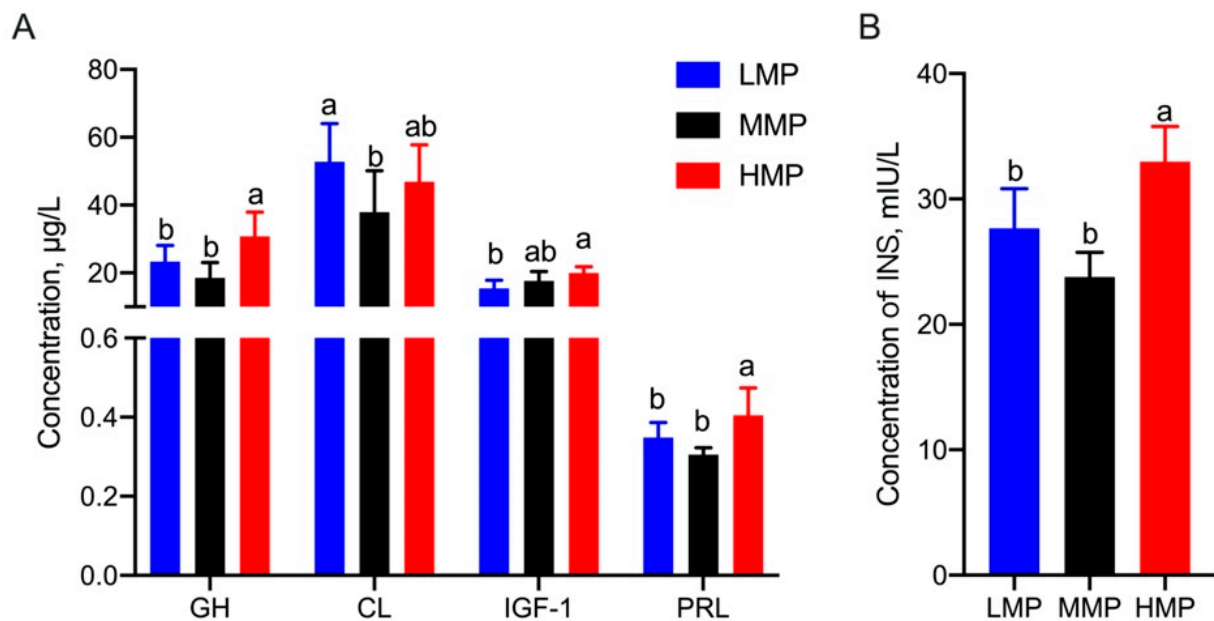 A
Concentration, µg/L
80
60
40
20
0.6
0.4
0.2
0.0
b
b
a
a
b
ab
b
ab
a
b
b
a
GH
CL
IGF-1
PRL
LMP
MMP
HMP
B
Concentration of INS, mIU/L
40
30
20
10
0
b
b
a
LMP
MMP
HMP